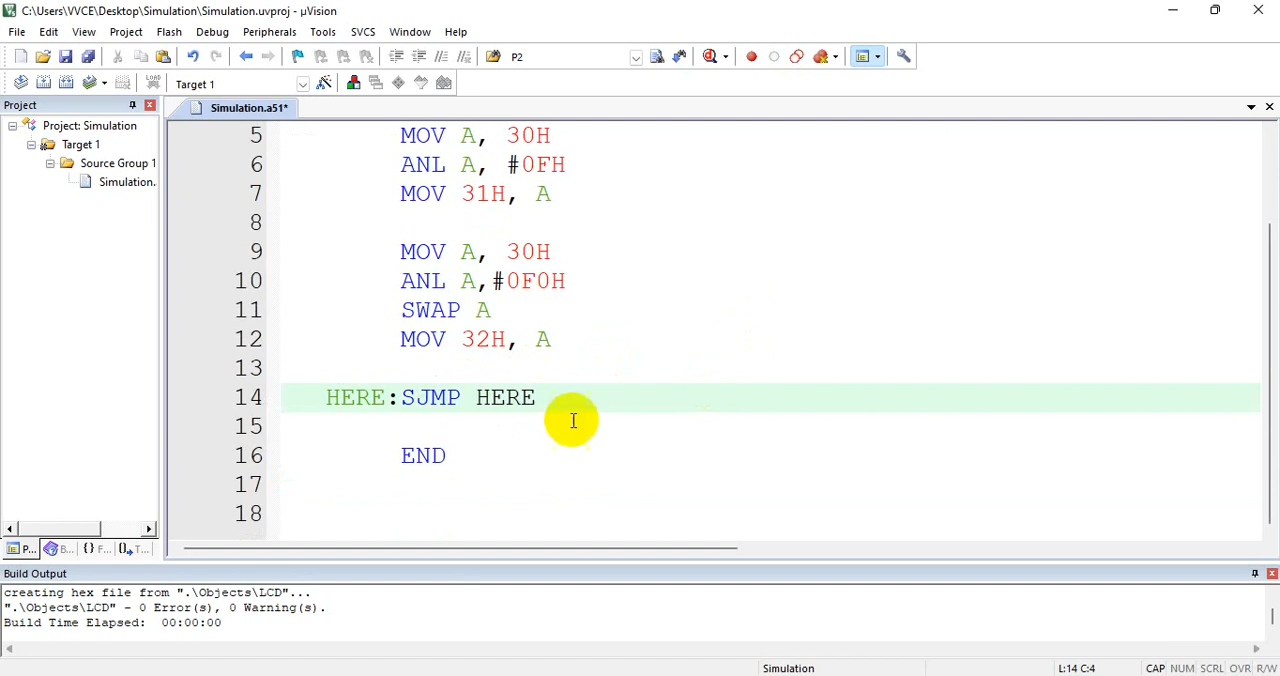 C:\Users\VVCE\Desktop\Simulation\Simulation.uvproj - µVision
File Edit View Project Flash Debug Peripherals Tools SVCS Window Help
P2
LOAD Target 1
Project
Simulation.a51*
Project: Simulation
Target 1
Source Group 1
Simulation.
5 MOV A, 30H
6 ANL A, #0FH
7 MOV 31H, A
8
9 MOV A, 30H
10 ANL A,#0F0H
11 SWAP A
12 MOV 32H, A
13
14 HERE:SJMP HERE
15
16 END
17
18
P... B... {} F... T...
Build Output
creating hex file from ".\Objects\LCD"...
".\Objects\LCD" - 0 Error(s), 0 Warning(s).
Build Time Elapsed: 00:00:00
Simulation L:14 C:4 CAP NUM SCRL OVR R/W